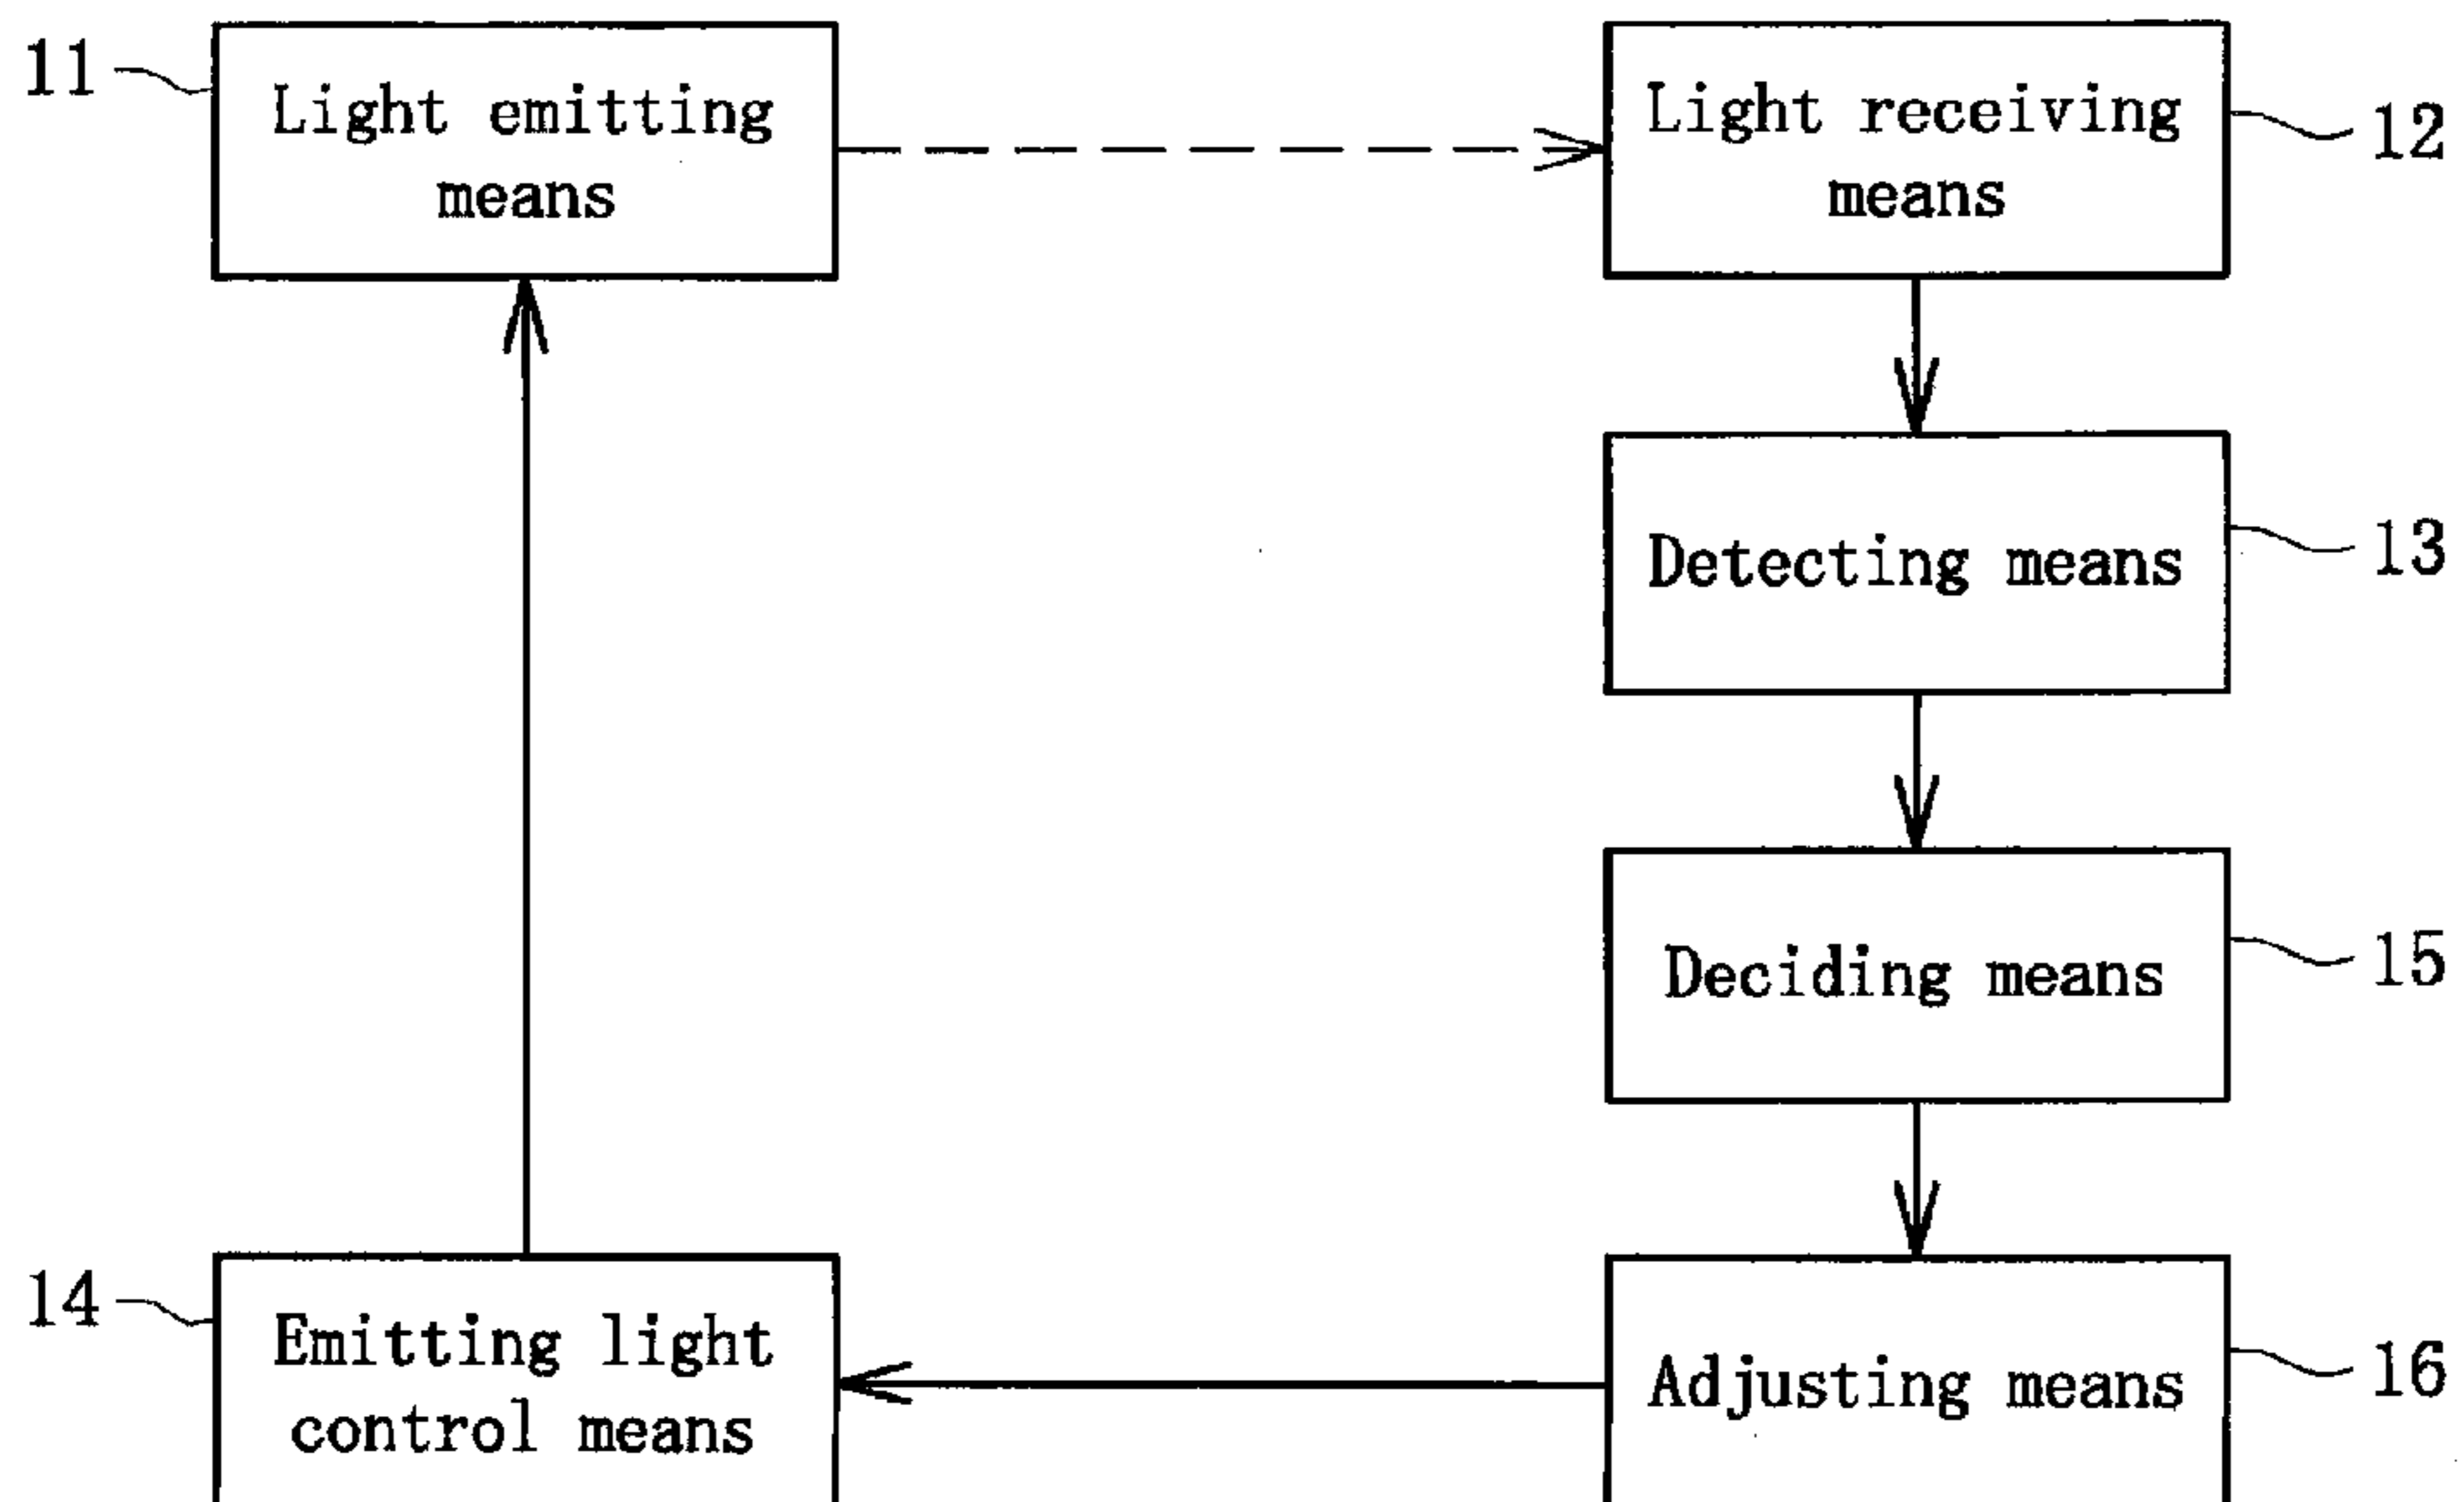 11
Light emitting
means
Light receiving
means
12
Detecting means
13
Deciding means
15
14
Emitting light
control means
Adjusting means
16